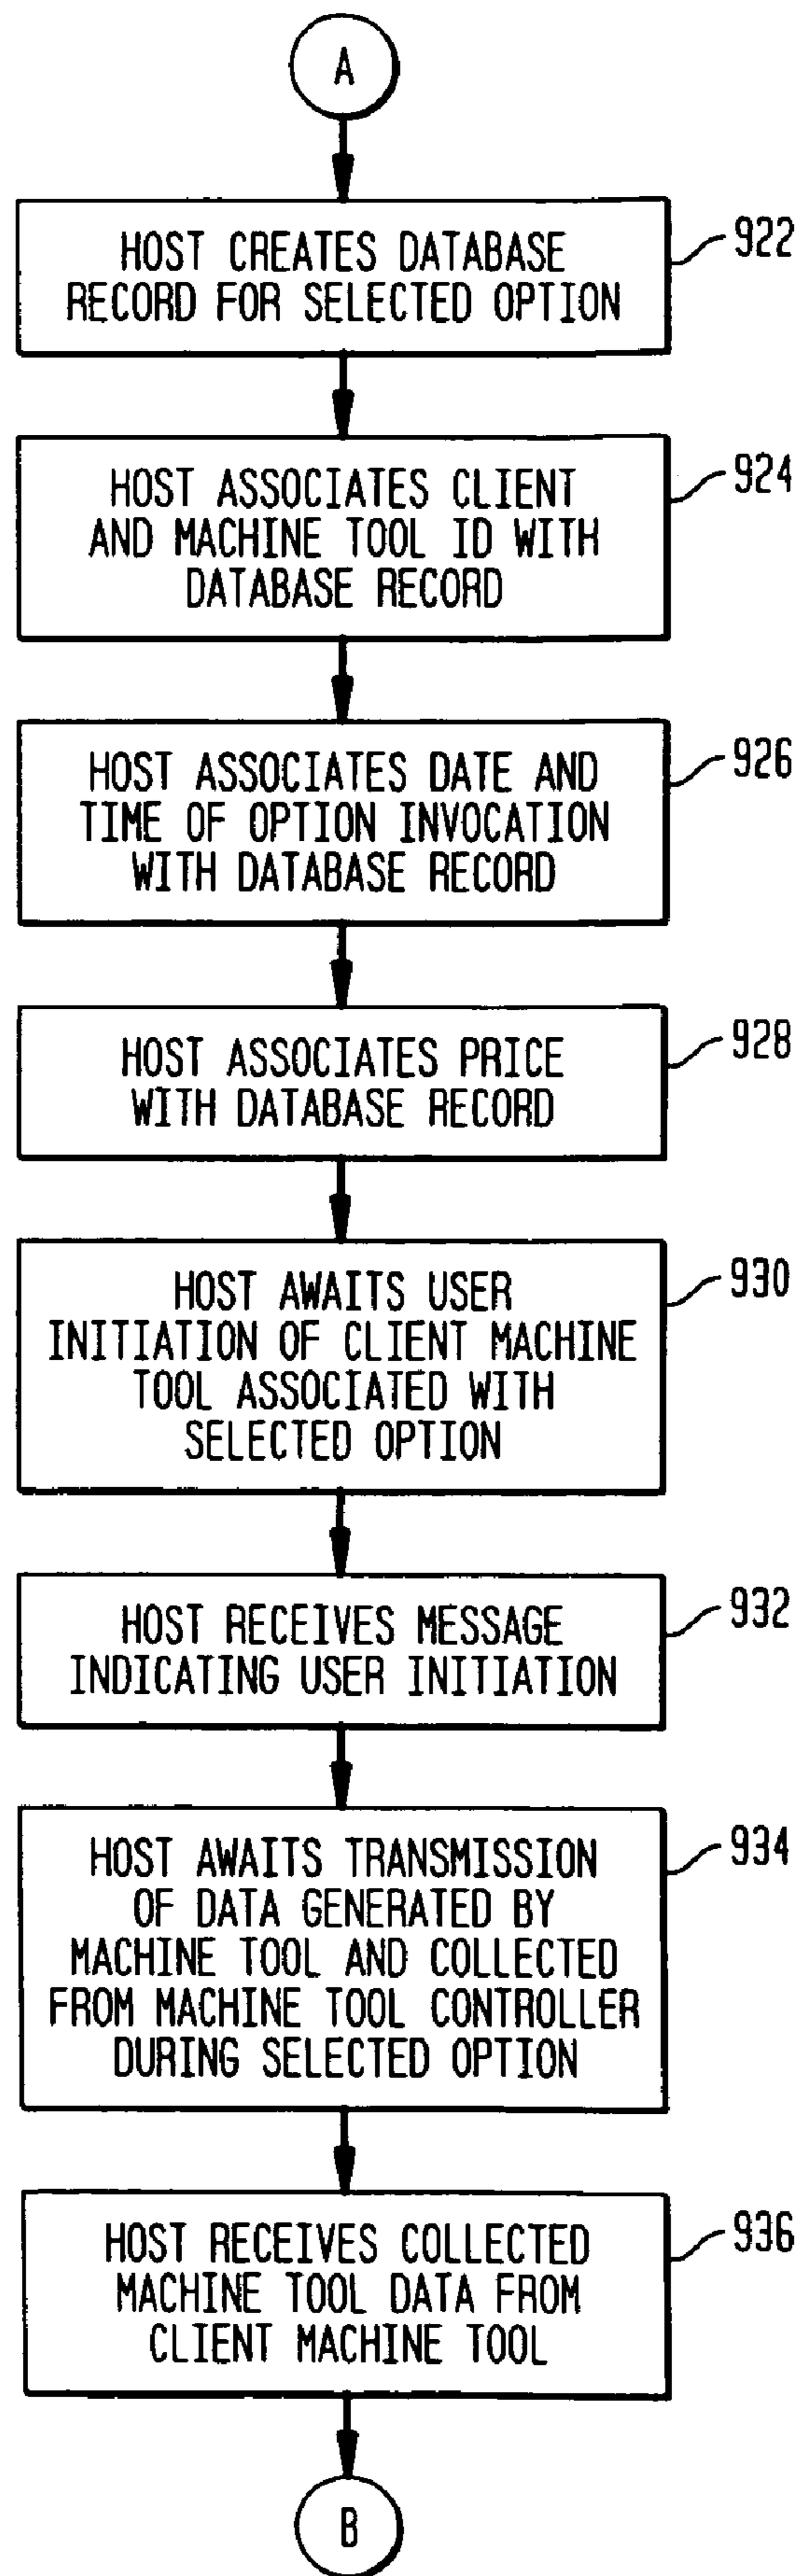 A
HOST CREATES DATABASE
RECORD FOR SELECTED OPTION
922
HOST ASSOCIATES CLIENT
AND MACHINE TOOL ID WITH
DATABASE RECORD
924
HOST ASSOCIATES DATE AND
TIME OF OPTION INVOCATION
WITH DATABASE RECORD
926
HOST ASSOCIATES PRICE
WITH DATABASE RECORD
928
HOST AWAITS USER
INITIATION OF CLIENT MACHINE
TOOL ASSOCIATED WITH
SELECTED OPTION
930
HOST RECEIVES MESSAGE
INDICATING USER INITIATION
932
HOST AWAITS TRANSMISSION
OF DATA GENERATED BY
MACHINE TOOL AND COLLECTED
FROM MACHINE TOOL CONTROLLER
DURING SELECTED OPTION
934
HOST RECEIVES COLLECTED
MACHINE TOOL DATA FROM
CLIENT MACHINE TOOL
936
B